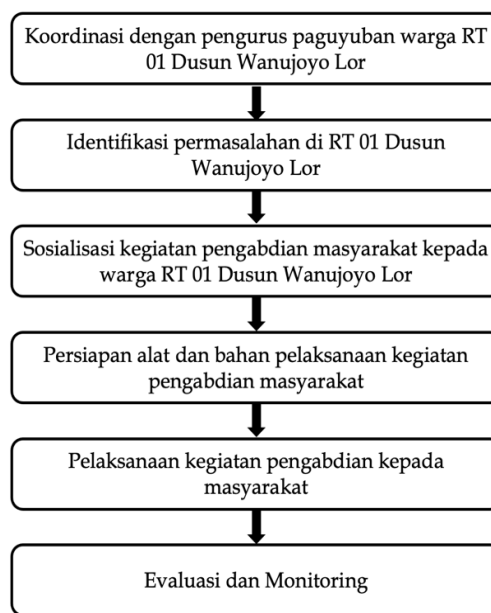 Koordinasi dengan pengurus paguyuban warga RT
01 Dusun Wanujoyo Lor
Identifikasi permasalahan di RT 01 Dusun
Wanujoyo Lor
Sosialisasi kegiatan pengabdian masyarakat kepada
warga RT 01 Dusun Wanujoyo Lor
Persiapan alat dan bahan pelaksanaan kegiatan
pengabdian masyarakat
Pelaksanaan kegiatan pengabdian kepada
masyarakat
Evaluasi dan Monitoring